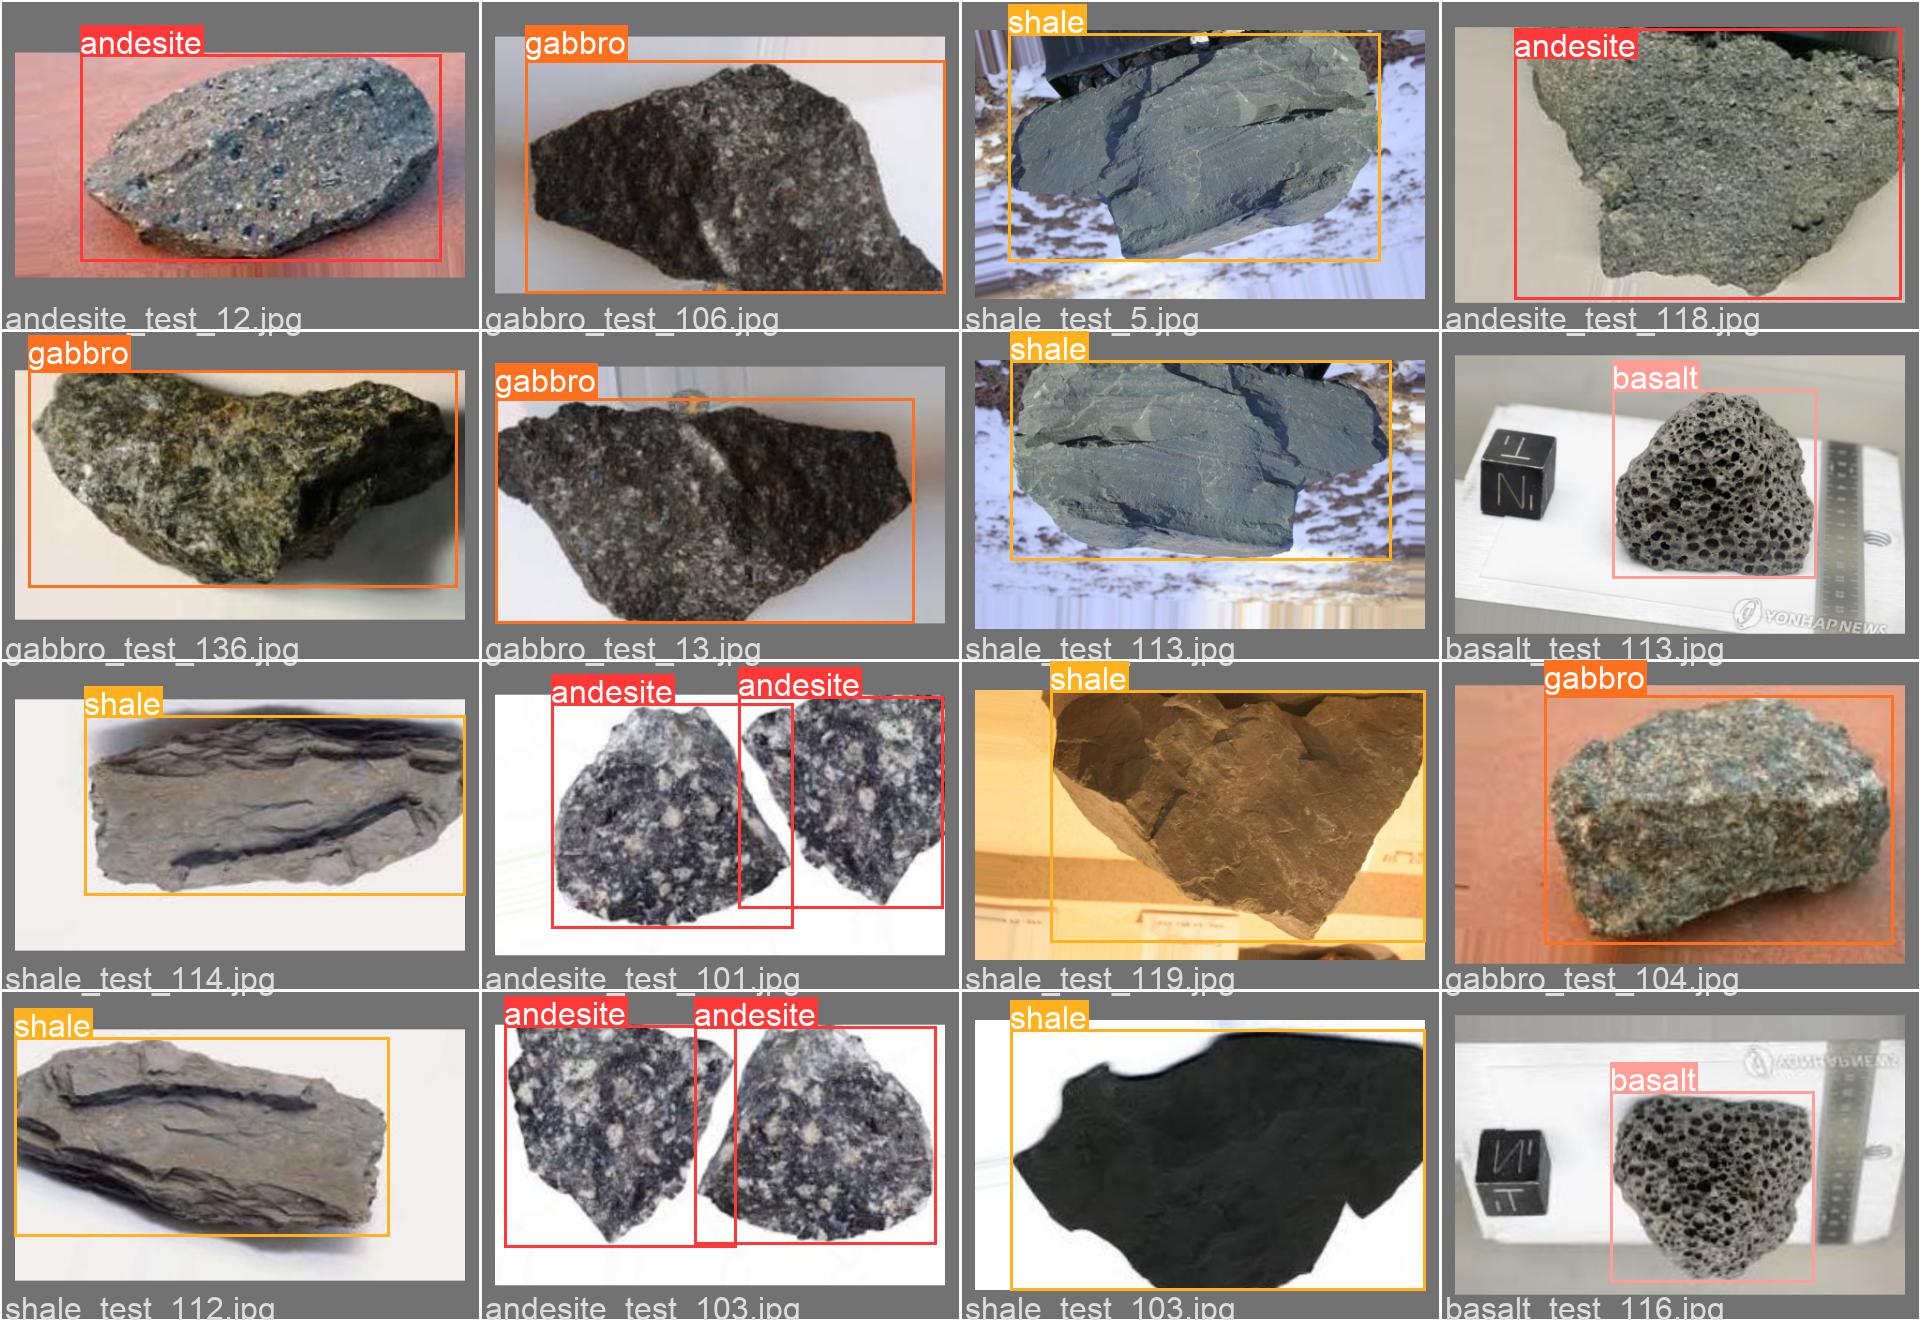 andesite
gabbro
shale
andesite
andesite_test_12.jpg
gabbro_test_106.jpg
shale_test_5.jpg
andesite_test_118.jpg
gabbro
gabbro
shale
basalt
N
YONHAP NEWS
gabbro_test_136.jpg
gabbro_test_13.jpg
shale_test_113.jpg
basalt_test_113.jpg
shale
andesite
andesite
shale
gabbro
shale_test_114.jpg
andesite_test_101.jpg
shale_test_119.jpg
gabbro_test_104.jpg
shale
andesite
andesite
shale
basalt
shale_test_112.jpg
andesite_test_103.jpg
shale_test_103.jpg
basalt_test_116.jpg